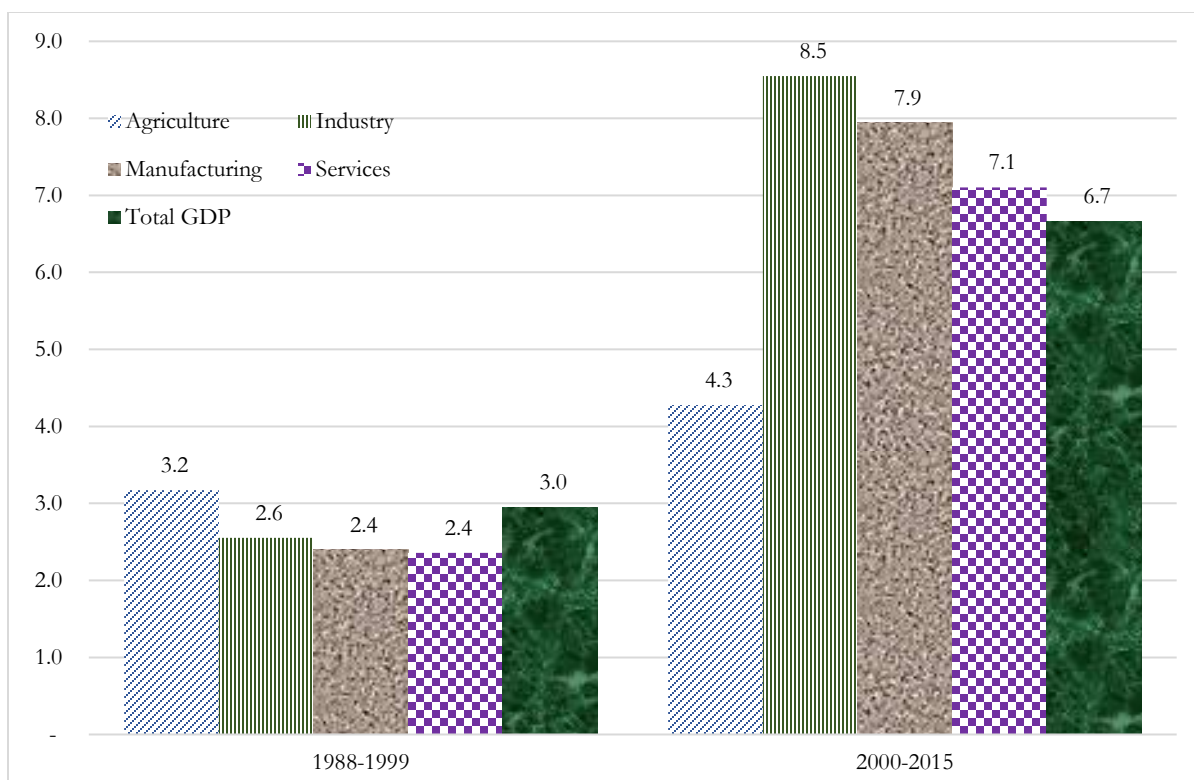 9.0
8.0
7.0
6.0
5.0
4.0
3.0
2.0
1.0
-
Agriculture Industry
Manufacturing Services
Total GDP
3.2 2.6 2.4 2.4 3.0
4.3 8.5 7.9 7.1 6.7
1988-1999 2000-2015